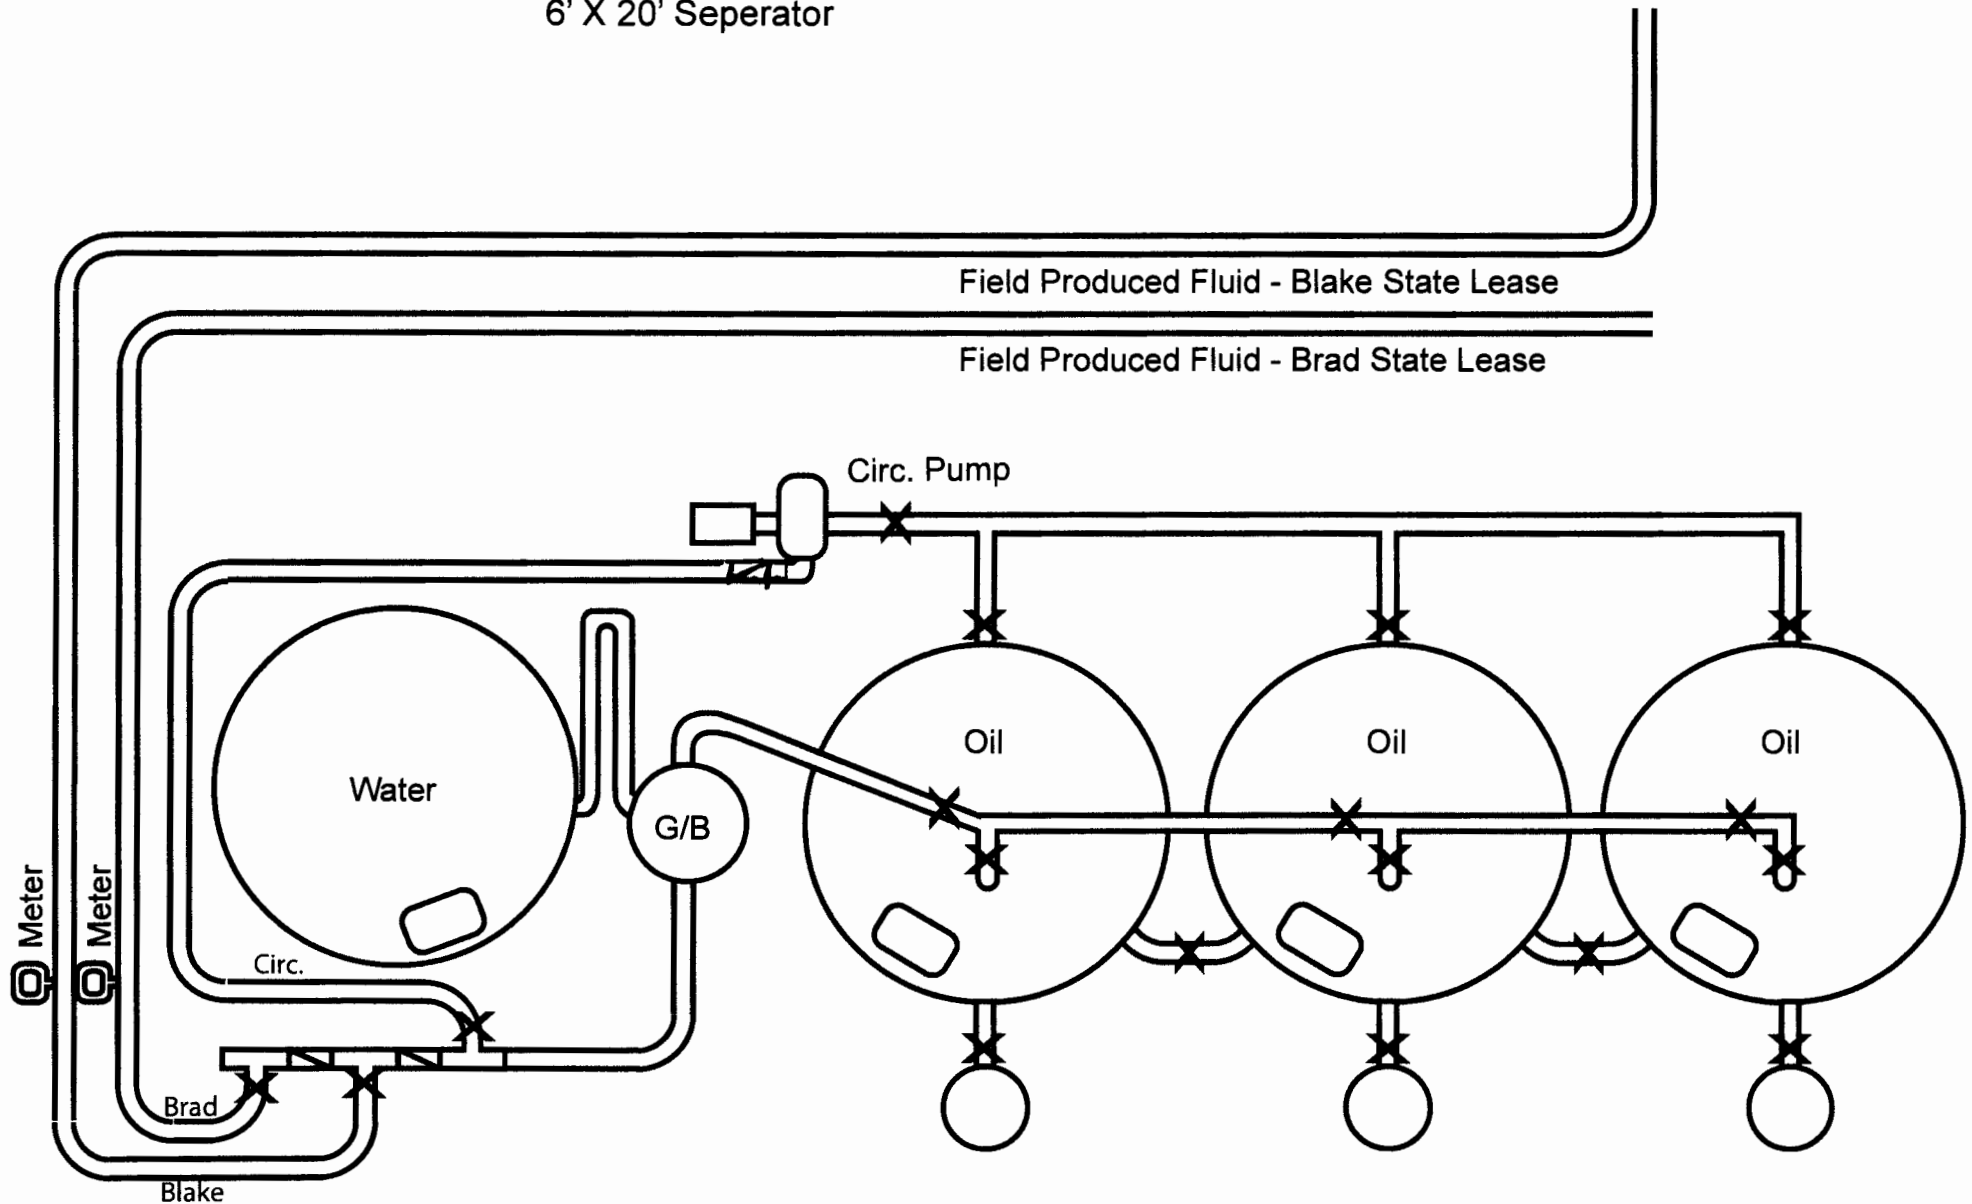 6' X 20' Seperator
Field Produced Fluid - Blake State Lease
Field Produced Fluid - Brad State Lease
Circ. Pump
Oil
Oil
Oil
Water
G/B
Meter
Meter
Circ.
Brad
Blake